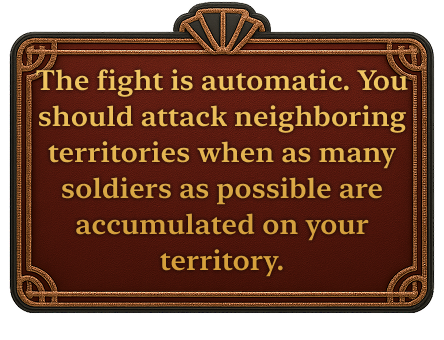 The fight is automatic. You
should attack neighboring
territories when as many
soldiers as possible are
accumulated on your
territory.